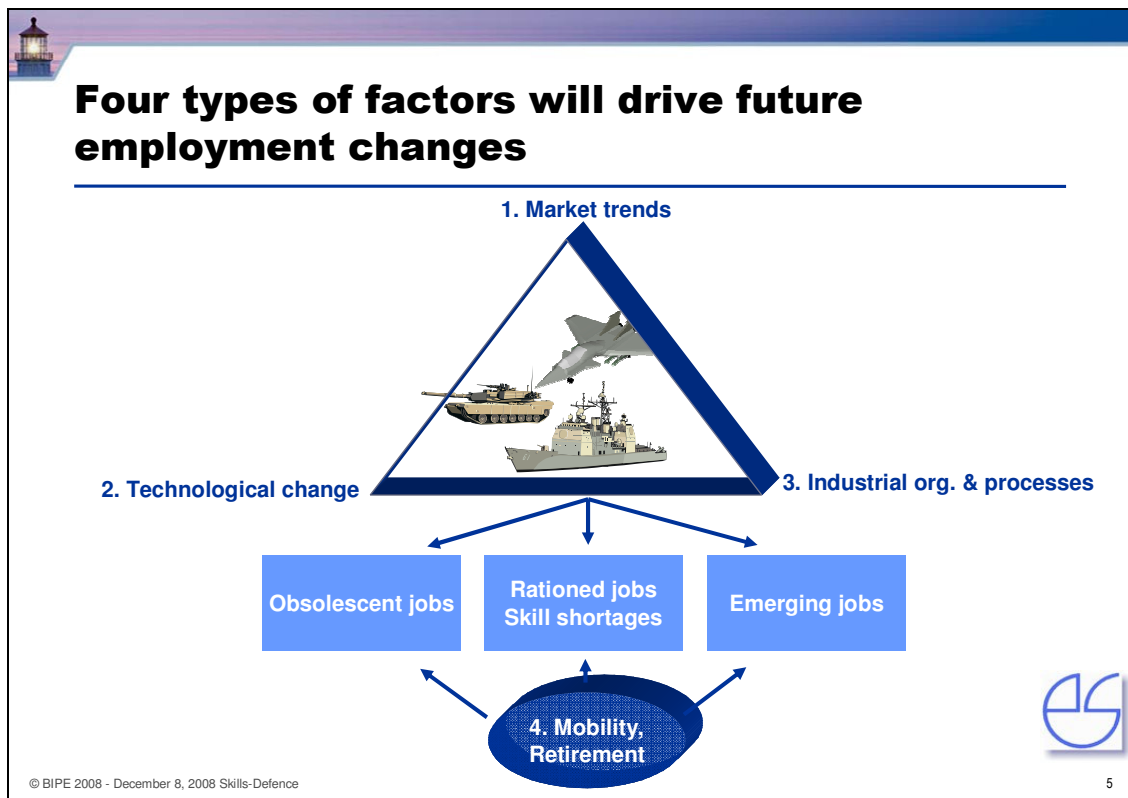 Four types of factors will drive future
employment changes
1. Market trends
2. Technological change
3. Industrial org. & processes
Obsolescent jobs
Rationed jobs
Skill shortages
Emerging jobs
4. Mobility,
Retirement
© BIPE 2008 - December 8, 2008 Skills-Defence
5